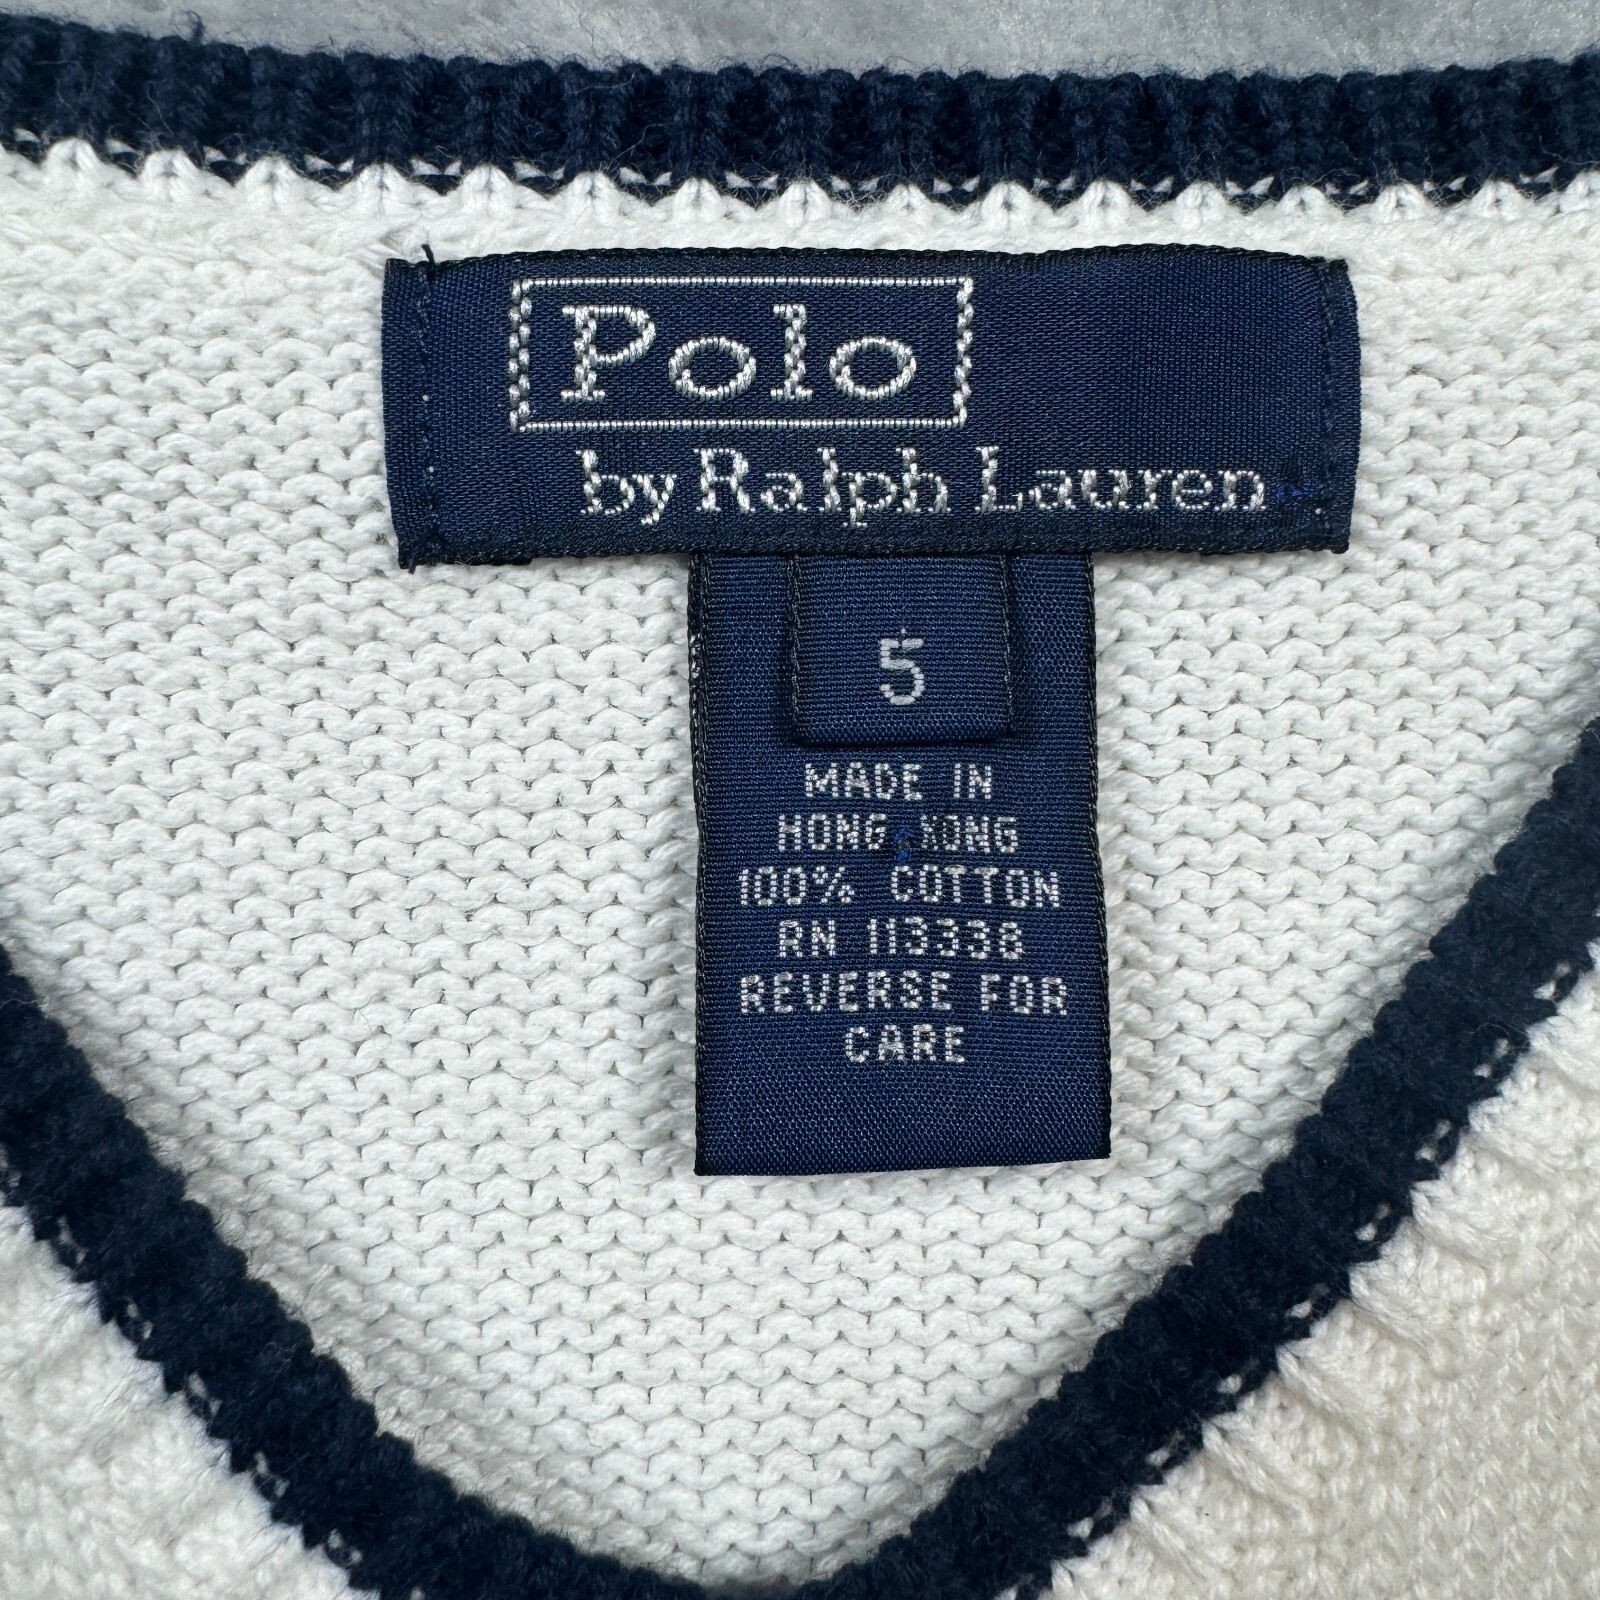 Polo
by Ralph Lauren
5
MADE IN
HONG KONG
100% COTTON
RN 113338
REVERSE FOR
CARE